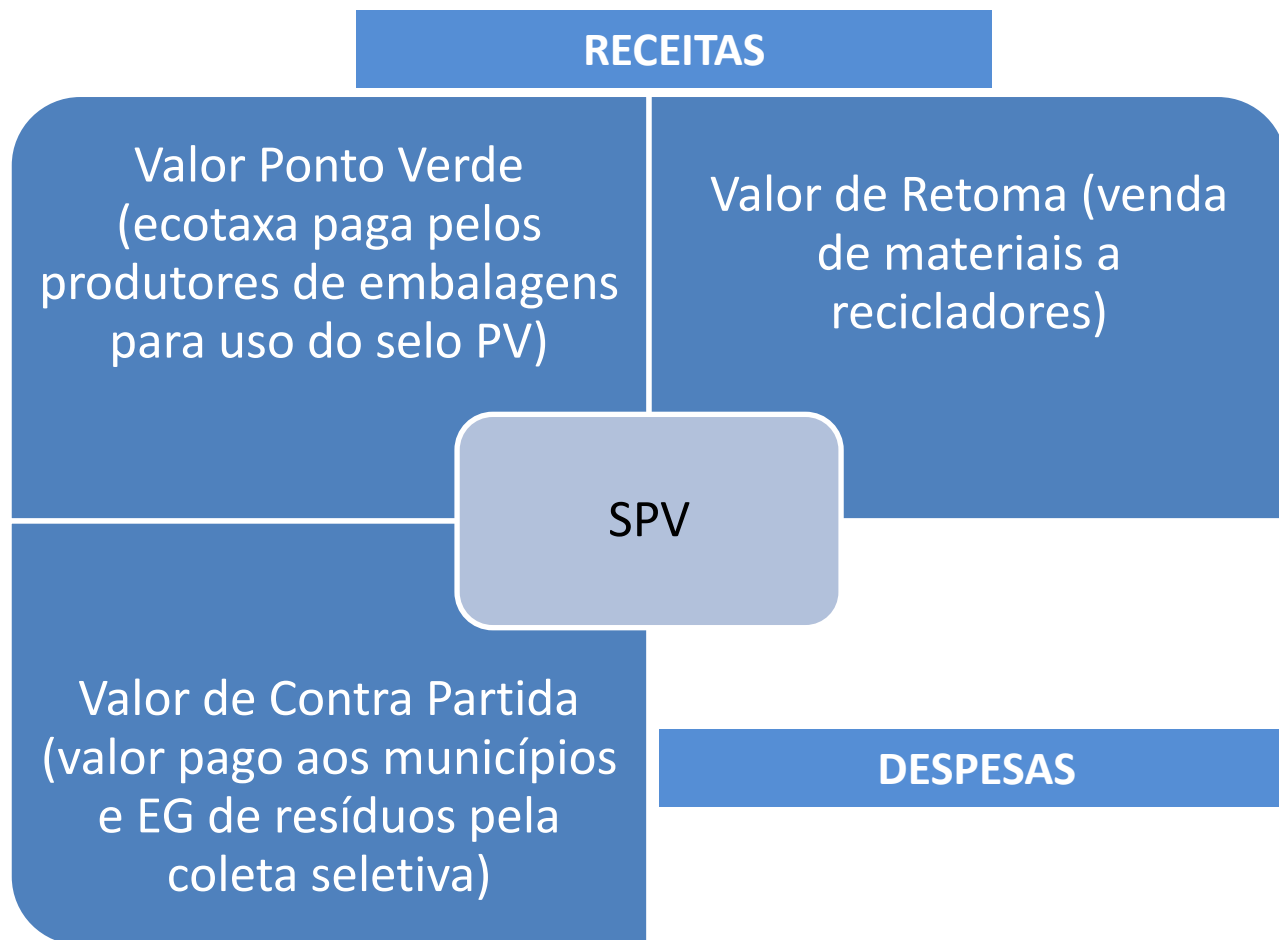 RECEITAS
Valor Ponto Verde
(ecotaxa paga pelos
produtores de embalagens
para uso do selo PV)
Valor de Retoma (venda
de materiais a
recicladores)
SPV
Valor de Contra Partida
(valor pago aos municípios
e EG de resíduos pela
coleta seletiva)
DESPESAS